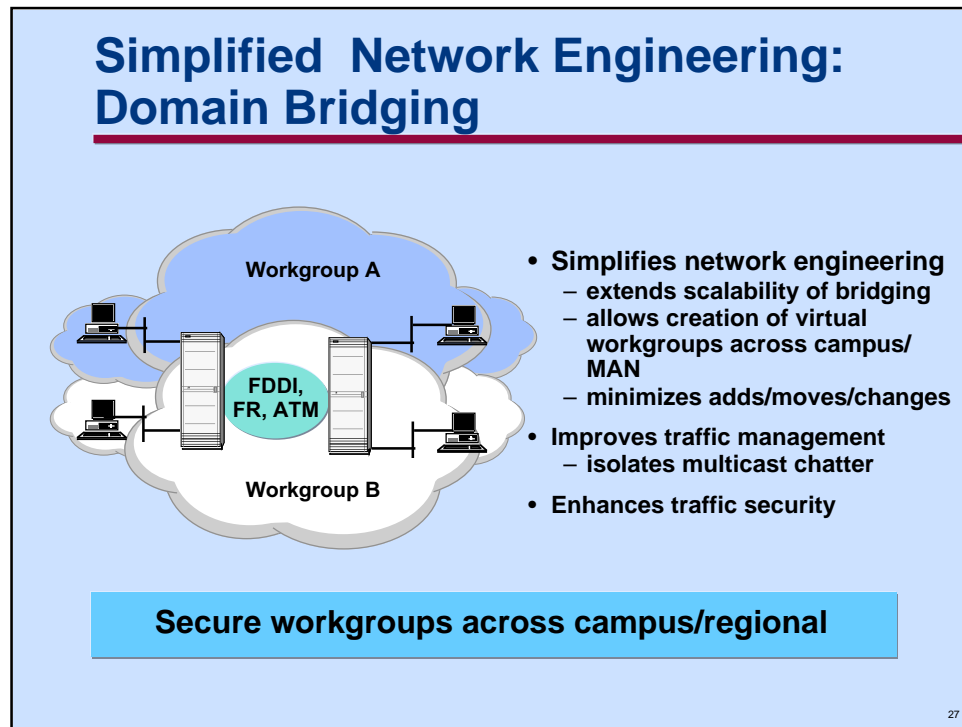 Simplified Network Engineering:
Domain Bridging
Workgroup A
FDDI,
FR, ATM
Workgroup B
• Simplifies network engineering
– extends scalability of bridging
– allows creation of virtual
workgroups across campus/
MAN
– minimizes adds/moves/changes
• Improves traffic management
– isolates multicast chatter
• Enhances traffic security
Secure workgroups across campus/regional
27